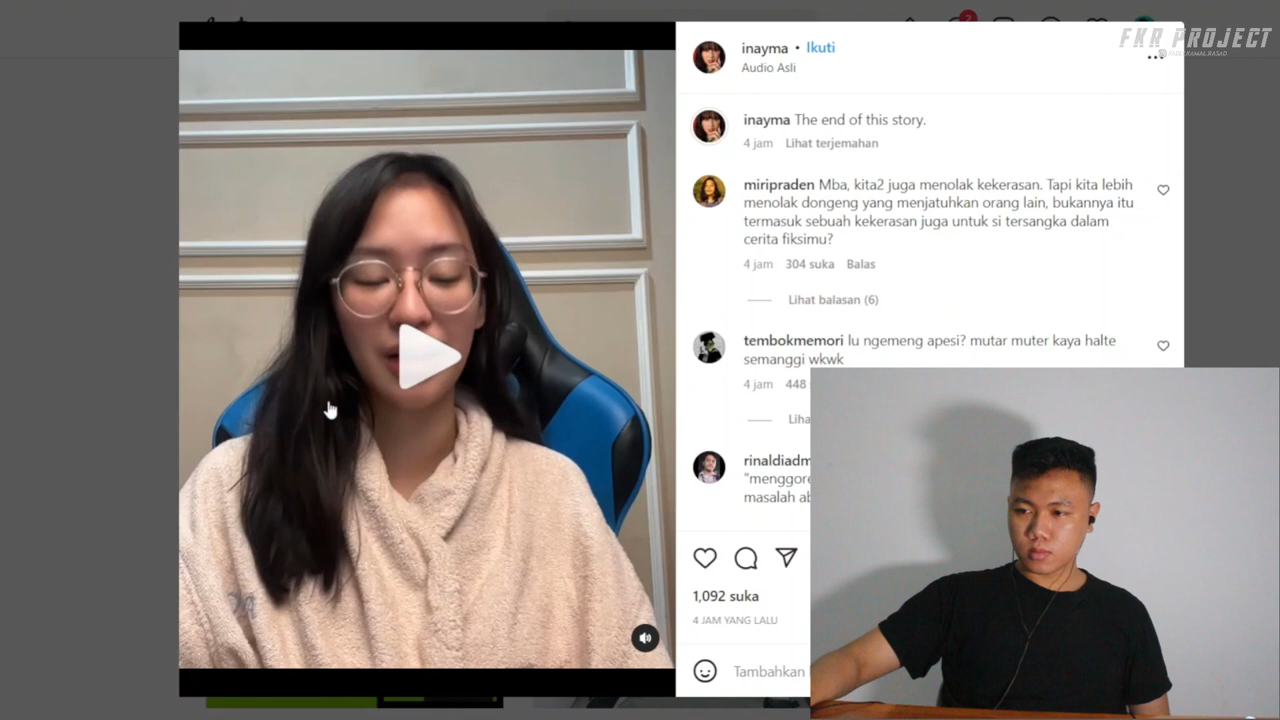 2
FKR PROJECT
inayma • Ikuti
Audio Asli
inayma The end of this story.
4 jam Lihat terjemahan
miripraden Mba, kita2 juga menolak kekerasan. Tapi kita lebih
menolak dongeng yang menjatuhkan orang lain, bukannya itu
termasuk sebuah kekerasan juga untuk si tersangka dalam
cerita fiksimu?
4 jam 304 suka Balas
Lihat balasan (6)
tembokmemori lu ngemeng apesi? mutar muter kaya halte
semanggi wkwk
4 jam 448
Liha
rinaldiadm
"menggore
masalah ab
1,092 suka
4 JAM YANG LALU
Tambahkan